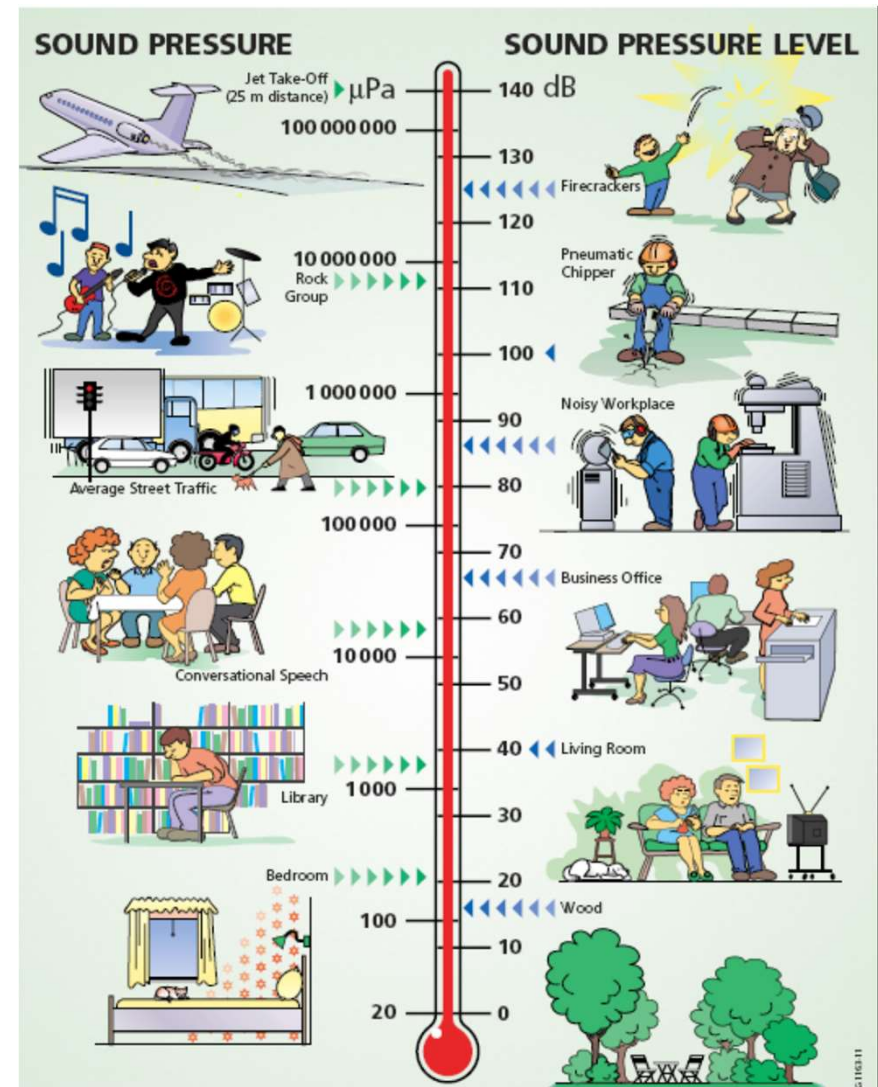 SOUND PRESSURE
SOUND PRESSURE LEVEL
Jet Take-Off
(25 m distance)
µPa
140 dB
100 000 000
130
Firecrackers
120
10 000 000
Pneumatic
Chipper
Rock
Group
110
100
1 000 000
Noisy Workplace
90
Average Street Traffic
80
100 000
70
Business Office
60
10 000
Conversational Speech
50
40
Living Room
1 000
Library
30
Bedroom
20
Wood
100
10
20
0